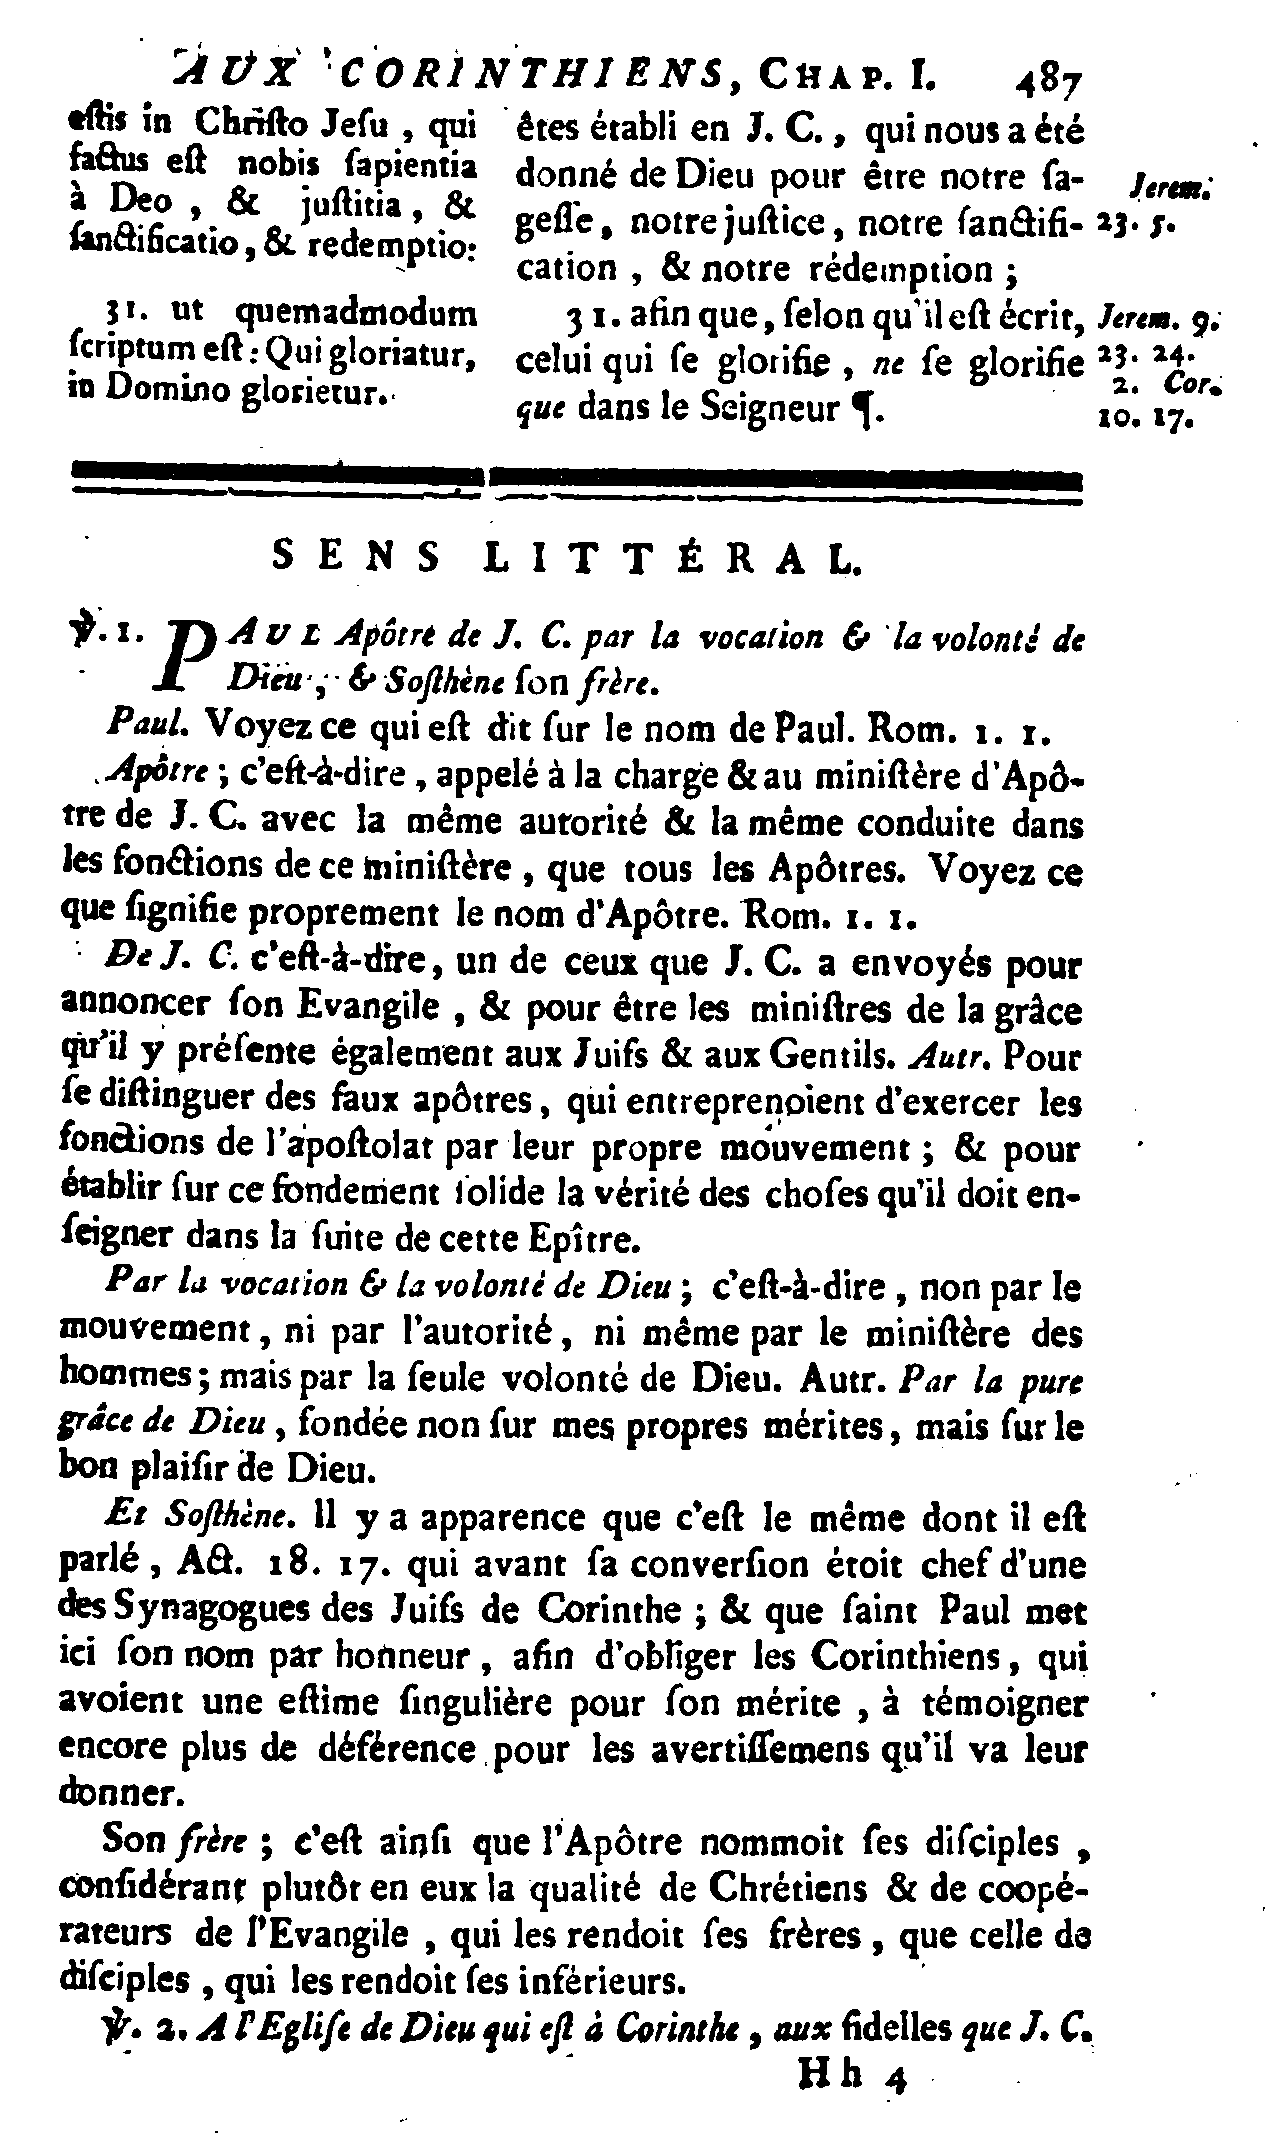 AUX CORINTHIENS, CHAP. I. 487
eſtis in Chriſto Jeſu, qui
factus eſt nobis ſapientia
à Deo, & juſtitia, &
ſanctificatio, & redemptio:
31. ut quemadmodum
ſcriptum eſt: Qui gloriatur,
in Domino glorietur.
êtes établi en J. C., qui nous a été
donné de Dieu pour être notre ſa-
geſſe, notre juſtice, notre ſanctifi-
cation, & notre rédemption;
31. afin que, ſelon qu'il eſt écrit,
celui qui ſe glorifie, ne ſe glorifie
que dans le Seigneur ¶.
Jerem.
23. 5.
Jerem. 9.
23. 24.
2. Cor.
10. 17.
SENS LITTÉRAL.
℣. 1. PAUL Apôtre de J. C. par la vocation & la volonté de
Dieu, & Soſthène ſon frère.
Paul. Voyez ce qui eſt dit ſur le nom de Paul. Rom. 1. 1.
Apôtre; c'eſt-à-dire, appelé à la charge & au miniſtère d'Apô-
tre de J. C. avec la même autorité & la même conduite dans
les fonctions de ce miniſtère, que tous les Apôtres. Voyez ce
que ſignifie proprement le nom d'Apôtre. Rom. 1. 1.
De J. C. c'eſt-à-dire, un de ceux que J. C. a envoyés pour
annoncer ſon Evangile, & pour être les miniſtres de la grâce
qu'il y préſente également aux Juifs & aux Gentils. Autr. Pour
ſe diſtinguer des faux apôtres, qui entreprenoient d'exercer les
fonctions de l'apoſtolat par leur propre mouvement; & pour
établir ſur ce fondement ſolide la vérité des choſes qu'il doit en-
ſeigner dans la ſuite de cette Epître.
Par la vocation & la volonté de Dieu; c'eſt-à-dire, non par le
mouvement, ni par l'autorité, ni même par le miniſtère des
hommes; mais par la ſeule volonté de Dieu. Autr. Par la pure
grâce de Dieu, fondée non ſur mes propres mérites, mais ſur le
bon plaiſir de Dieu.
Et Soſthène. Il y a apparence que c'eſt le même dont il eſt
parlé, Act. 18. 17. qui avant ſa converſion étoit chef d'une
des Synagogues des Juifs de Corinthe; & que ſaint Paul met
ici ſon nom par honneur, afin d'obliger les Corinthiens, qui
avoient une eſtime ſingulière pour ſon mérite, à témoigner
encore plus de déférence pour les avertiſſemens qu'il va leur
donner.
Son frère; c'eſt ainſi que l'Apôtre nommoit ſes diſciples,
conſidérant plutôt en eux la qualité de Chrétiens & de coopé-
rateurs de l'Evangile, qui les rendoit ſes frères, que celle de
diſciples, qui les rendoit ſes inférieurs.
℣. 2. A l'Egliſe de Dieu qui eſt à Corinthe, aux fidelles que J. C.
Hh 4